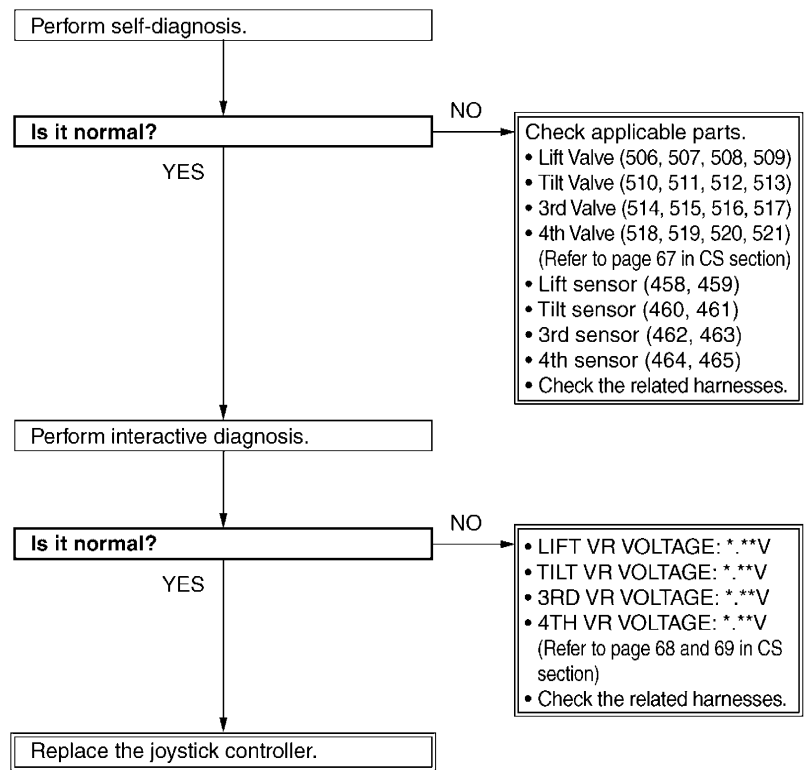 Perform self-diagnosis.
Is it normal?
NO
YES
Check applicable parts.
• Lift Valve (506, 507, 508, 509)
• Tilt Valve (510, 511, 512, 513)
• 3rd Valve (514, 515, 516, 517)
• 4th Valve (518, 519, 520, 521)
(Refer to page 67 in CS section)
• Lift sensor (458, 459)
• Tilt sensor (460, 461)
• 3rd sensor (462, 463)
• 4th sensor (464, 465)
• Check the related harnesses.
Perform interactive diagnosis.
Is it normal?
NO
YES
• LIFT VR VOLTAGE: *.**V
• TILT VR VOLTAGE: *.**V
• 3RD VR VOLTAGE: *.**V
• 4TH VR VOLTAGE: *.**V
(Refer to page 68 and 69 in CS
section)
• Check the related harnesses.
Replace the joystick controller.